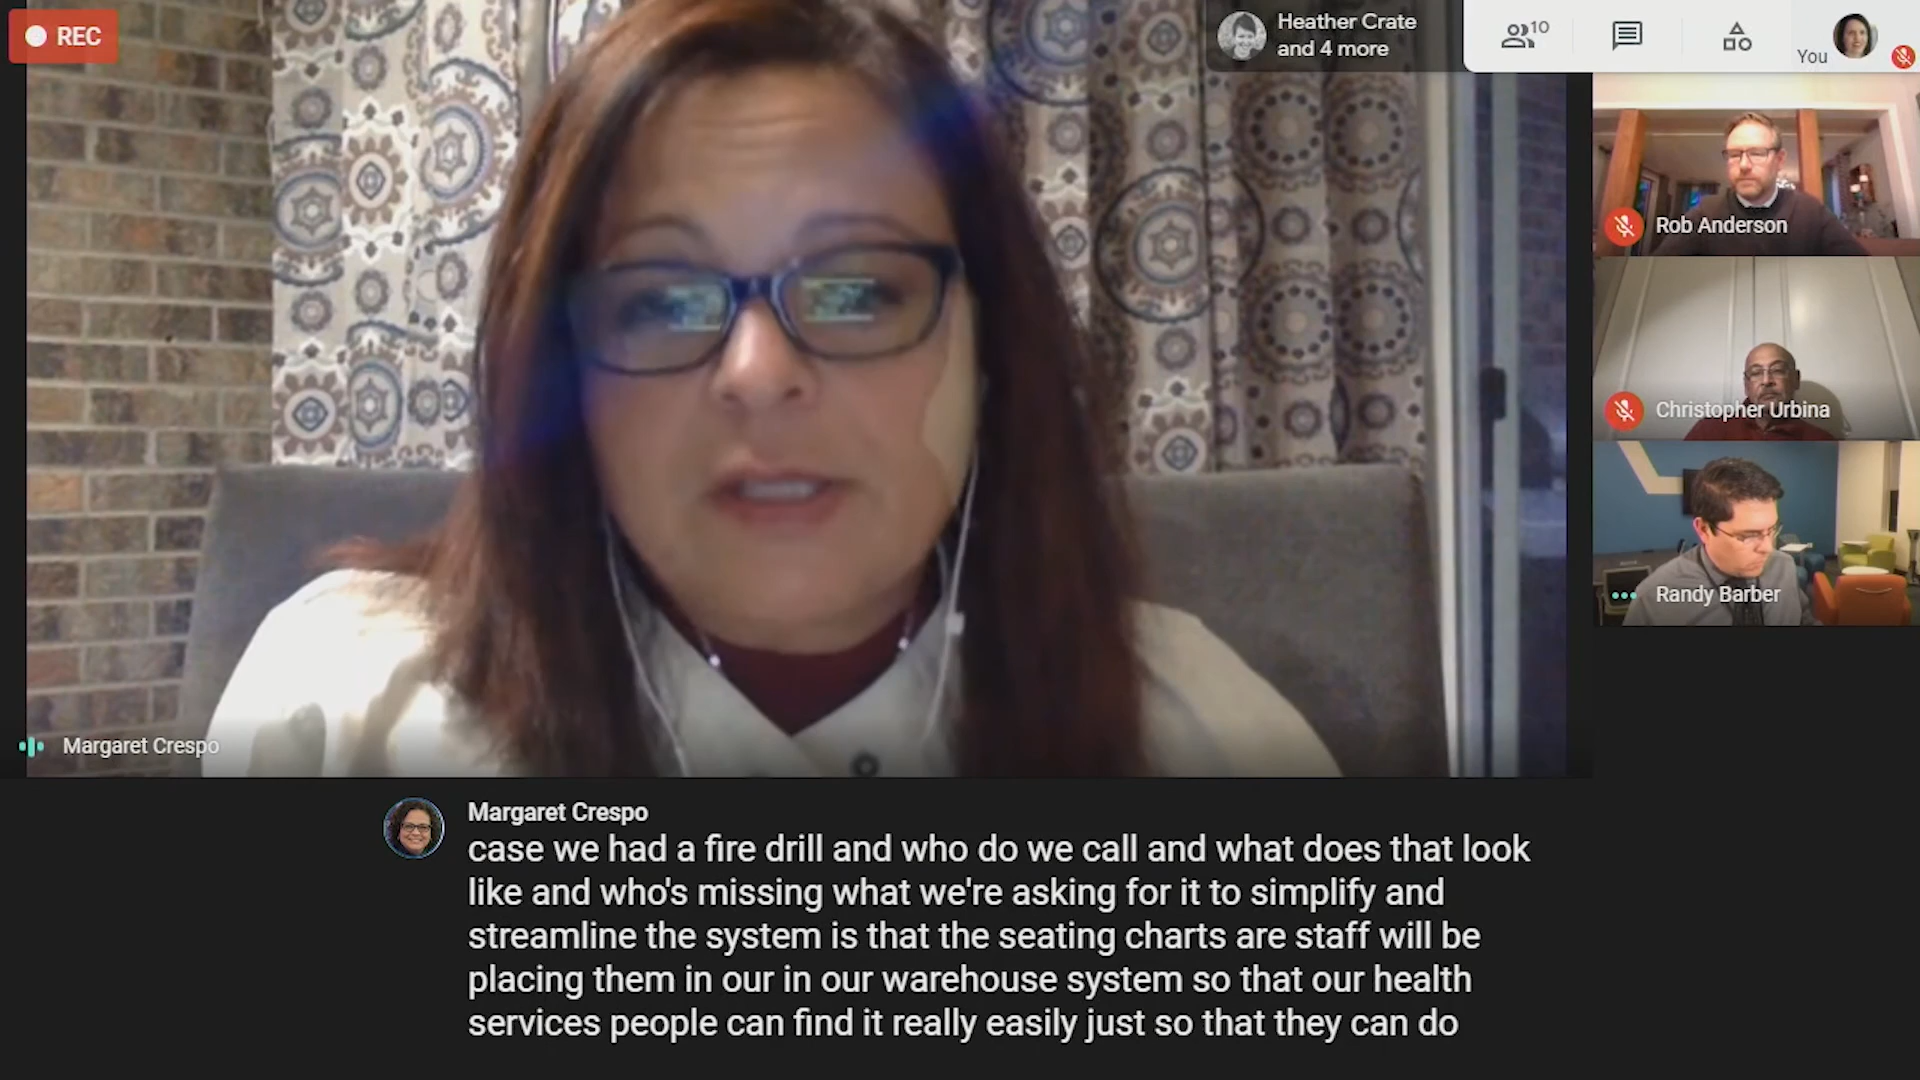 REC
Heather Crate
and 4 more
10
You
Rob Anderson
Christopher Urbina
Randy Barber
Margaret Crespo
Margaret Crespo
case we had a fire drill and who do we call and what does that look
like and who's missing what we're asking for it to simplify and
streamline the system is that the seating charts are staff will be
placing them in our in our warehouse system so that our health
services people can find it really easily just so that they can do